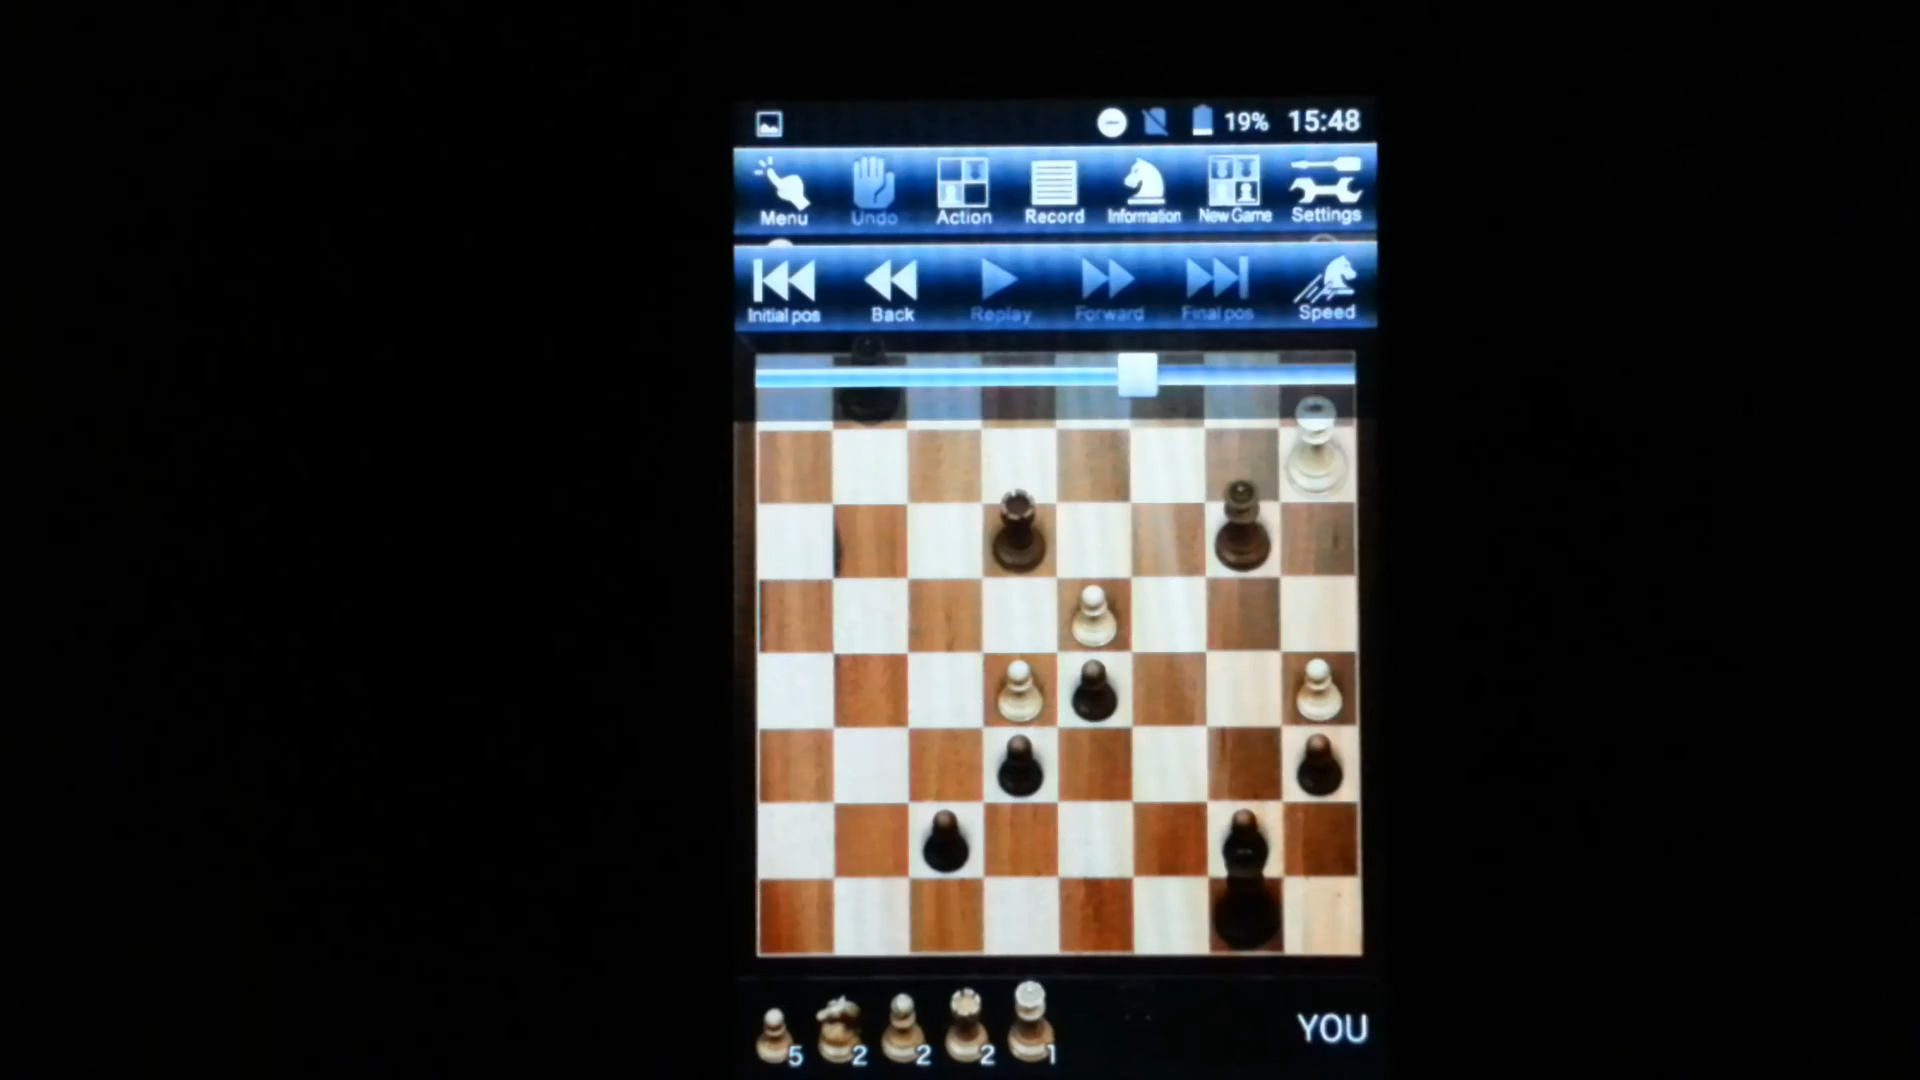 19% 15:48
Menu Undo Action Record Information New Game Settings
Initial pos Back Replay Forward Final pos Speed
5 2 2 2 1 YOU